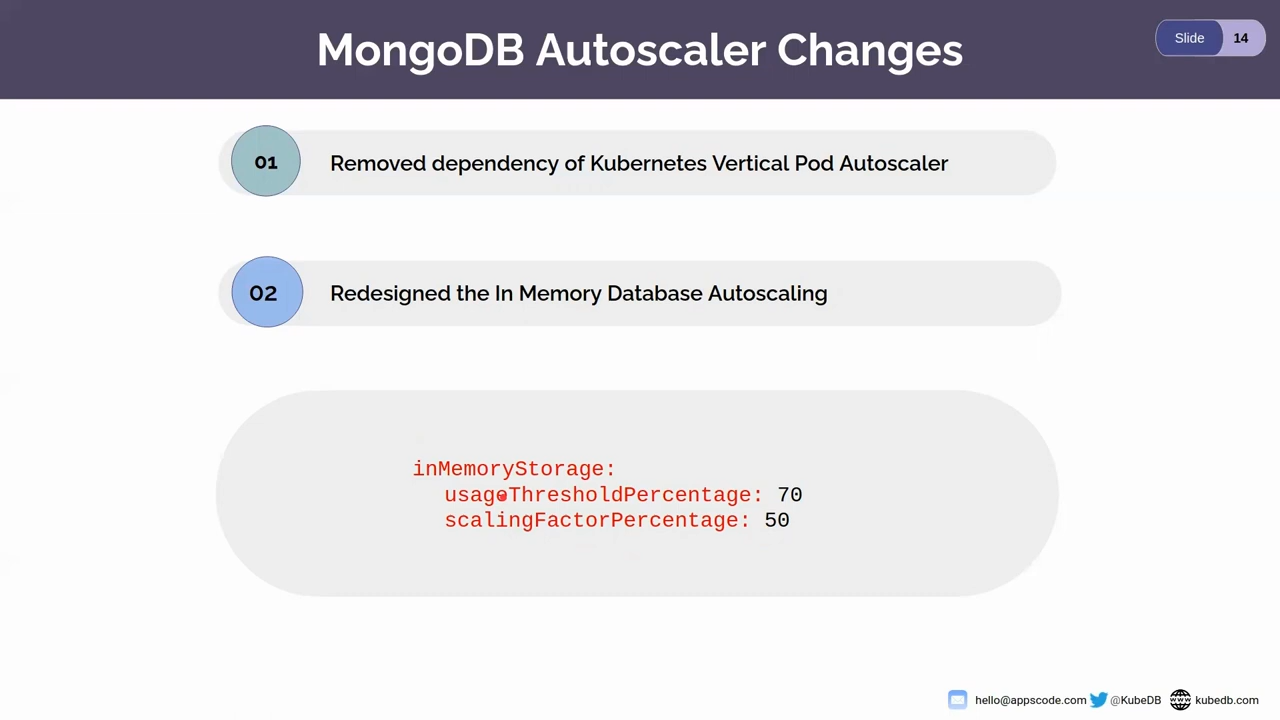 MongoDB Autoscaler Changes
Slide 14
01 Removed dependency of Kubernetes Vertical Pod Autoscaler
02 Redesigned the In Memory Database Autoscaling
inMemoryStorage:
usageThresholdPercentage: 70
scalingFactorPercentage: 50
hello@appscode.com @KubeDB kubedb.com